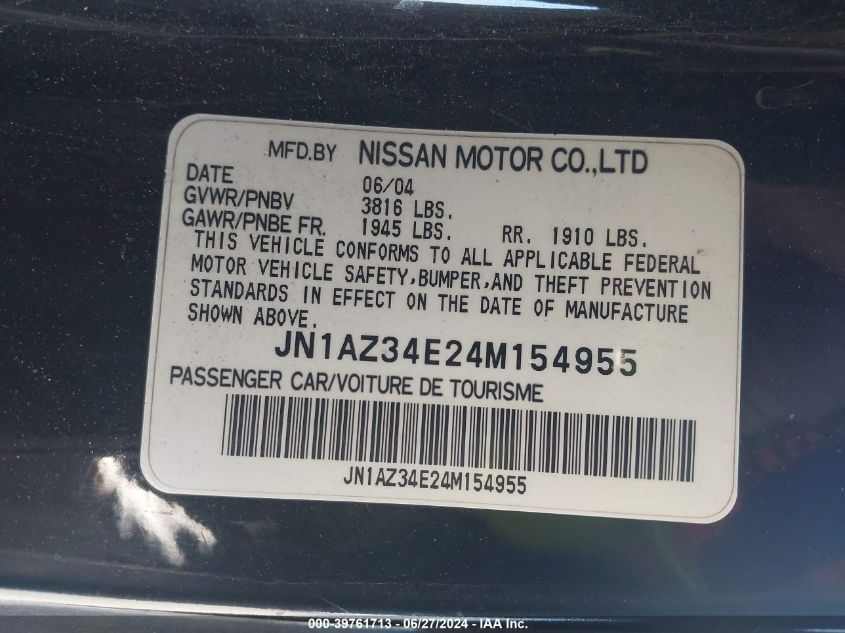 MFD.BY NISSAN MOTOR CO.,LTD
DATE 06/04
GVWR/PNBV 3816 LBS.
GAWR/PNBE FR. 1945 LBS. RR. 1910 LBS.
THIS VEHICLE CONFORMS TO ALL APPLICABLE FEDERAL
MOTOR VEHICLE SAFETY,BUMPER,AND THEFT PREVENTION
STANDARDS IN EFFECT ON THE DATE OF MANUFACTURE
SHOWN ABOVE.
JN1AZ34E24M154955
PASSENGER CAR/VOITURE DE TOURISME
JN1AZ34E24M154955
000-39761713 - 06/27/2024 - IAA Inc.